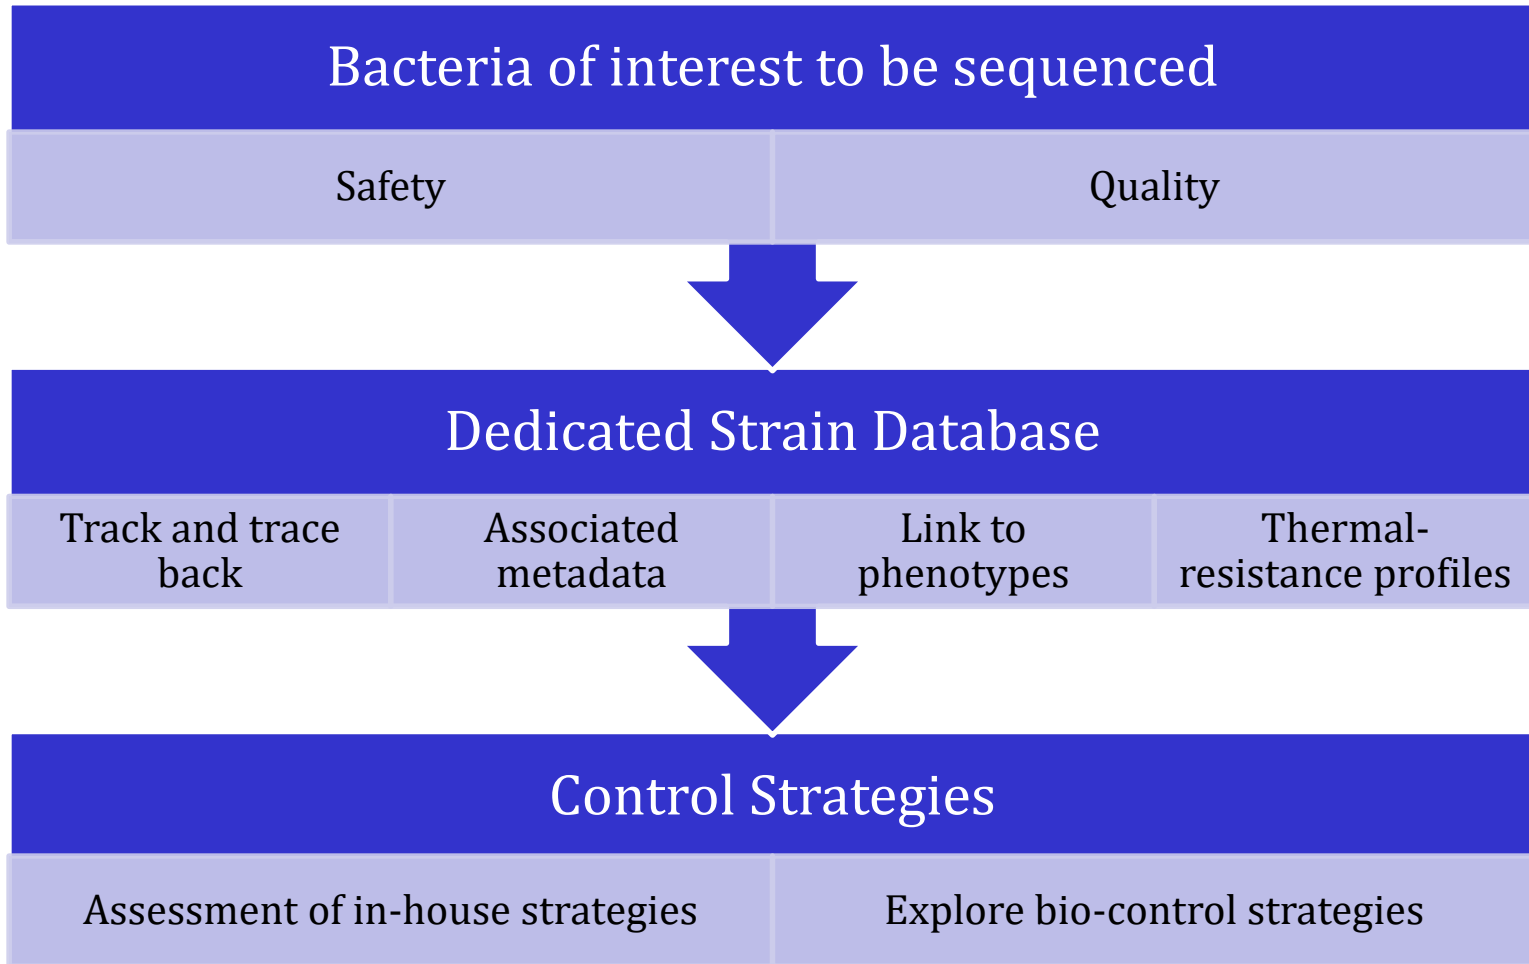 Bacteria of interest to be sequenced
Safety
Quality
Dedicated Strain Database
Track and trace
back
Associated
metadata
Link to
phenotypes
Thermal-
resistance profiles
Control Strategies
Assessment of in-house strategies
Explore bio-control strategies